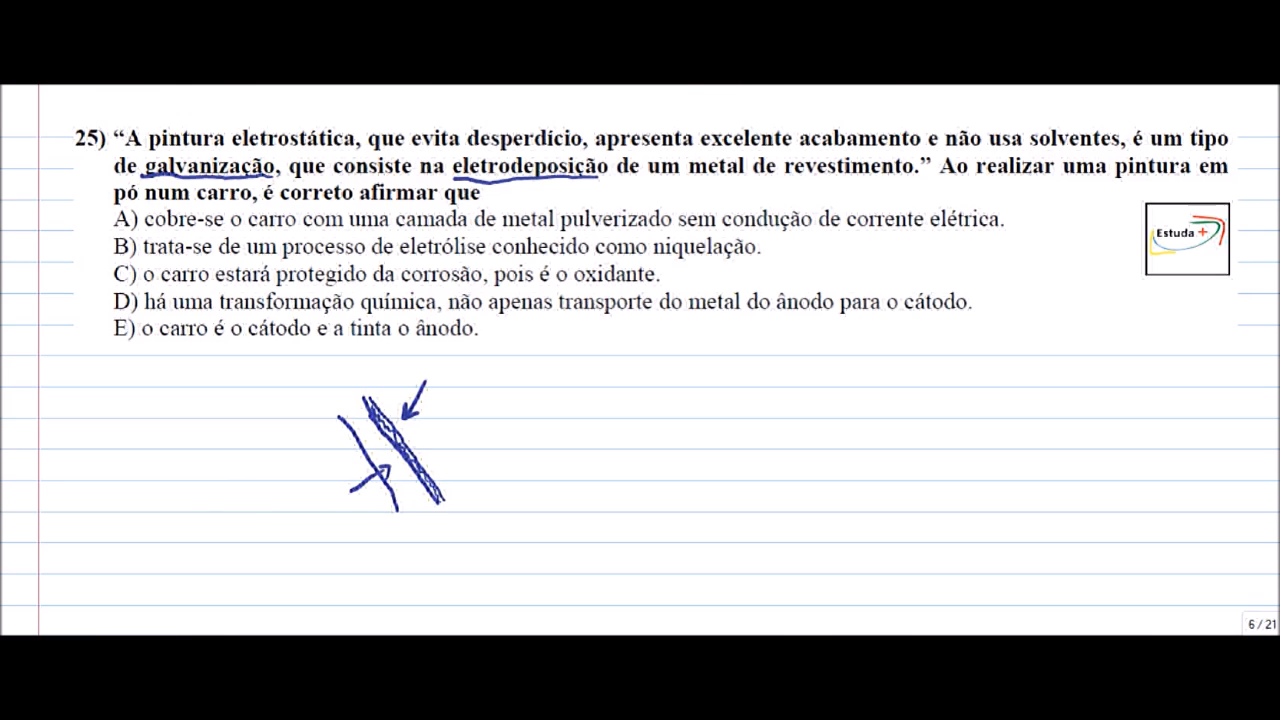 25) “A pintura eletrostática, que evita desperdício, apresenta excelente acabamento e não usa solventes, é um tipo
de galvanização, que consiste na eletrodeposição de um metal de revestimento.” Ao realizar uma pintura em
pó num carro, é correto afirmar que
A) cobre-se o carro com uma camada de metal pulverizado sem condução de corrente elétrica.
B) trata-se de um processo de eletrólise conhecido como niquelação.
C) o carro estará protegido da corrosão, pois é o oxidante.
D) há uma transformação química, não apenas transporte do metal do ânodo para o cátodo.
E) o carro é o cátodo e a tinta o ânodo.
Estuda +
6 / 21